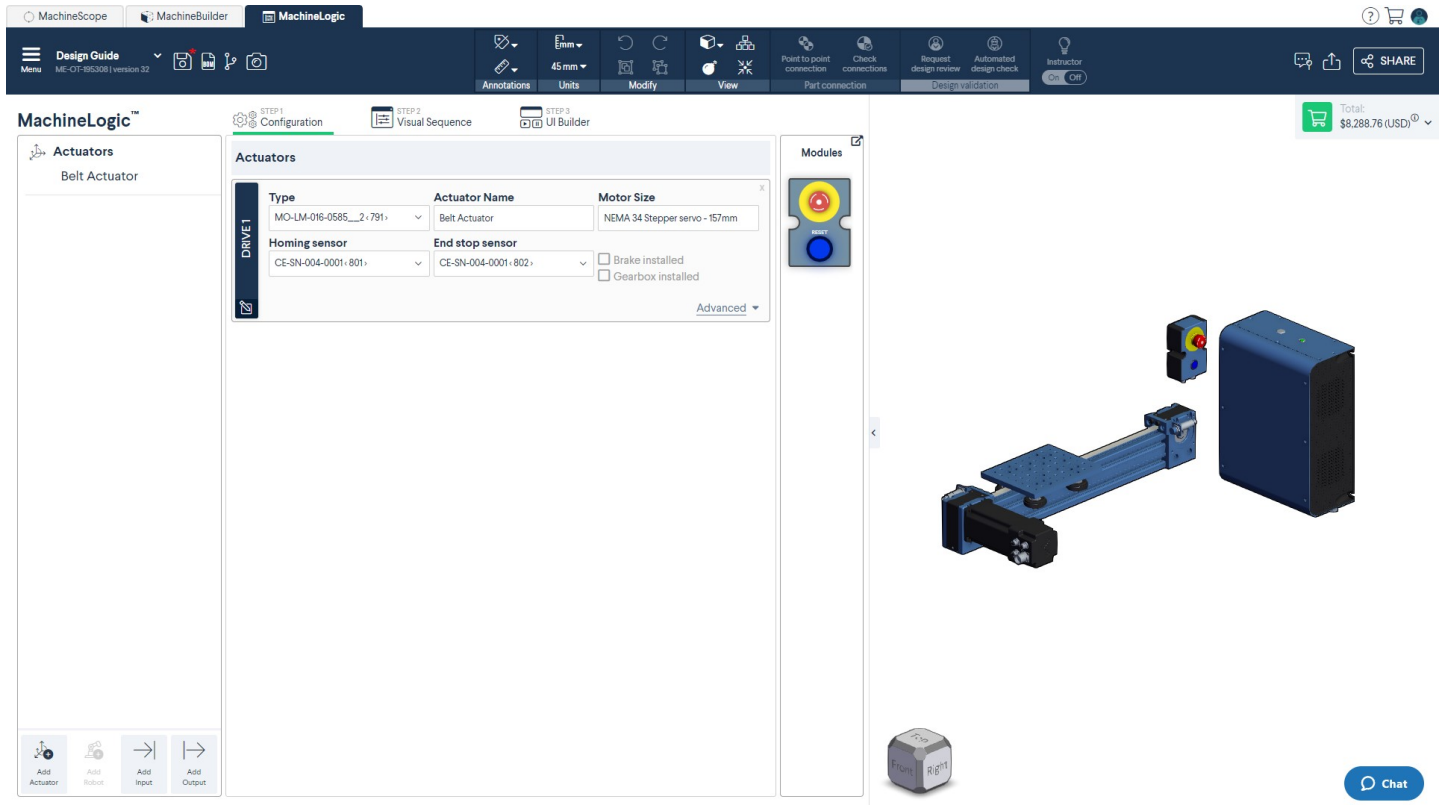 MachineScope
MachineBuilder
MachineLogic
Menu
Design Guide
ME-OT-195308 | version 32
BOM
mm
45 mm
Annotations
Units
Modify
View
Point to point connection
Check connections
Part connection
Request design review
Automated design check
Design validation
Instructor
On Off
SHARE
MachineLogic™
STEP 1
Configuration
STEP 2
Visual Sequence
STEP 3
UI Builder
Total:
$8,288.76 (USD)
Actuators
Belt Actuator
Actuators
Modules
DRIVE 1
x
Type
Actuator Name
Motor Size
MO-LM-016-0585__2 ‹ 791 ›
Belt Actuator
NEMA 34 Stepper servo - 157mm
Homing sensor
End stop sensor
CE-SN-004-0001 ‹ 801 ›
CE-SN-004-0001 ‹ 802 ›
Brake installed
Gearbox installed
Advanced
RESET
Add Actuator
Add Robot
Add Input
Add Output
Top
Front
Right
Chat